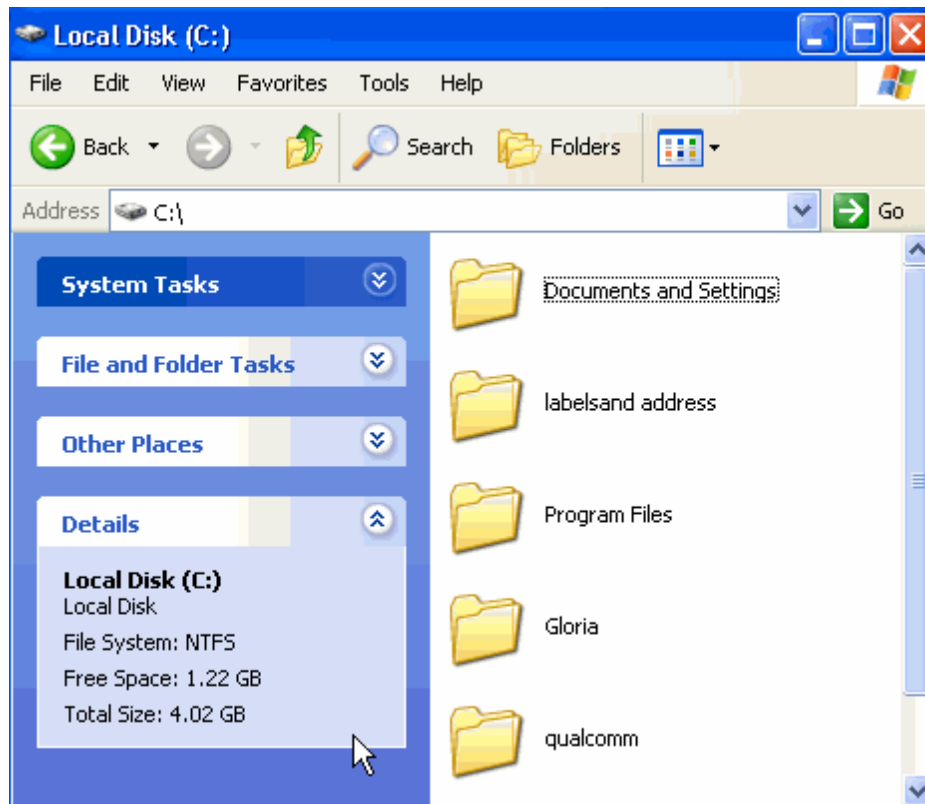 Local Disk (C:)
File Edit View Favorites Tools Help
Back Search Folders
Address C:\ Go
System Tasks
File and Folder Tasks
Other Places
Details
Local Disk (C:)
Local Disk
File System: NTFS
Free Space: 1.22 GB
Total Size: 4.02 GB
Documents and Settings
labelsand address
Program Files
Gloria
qualcomm